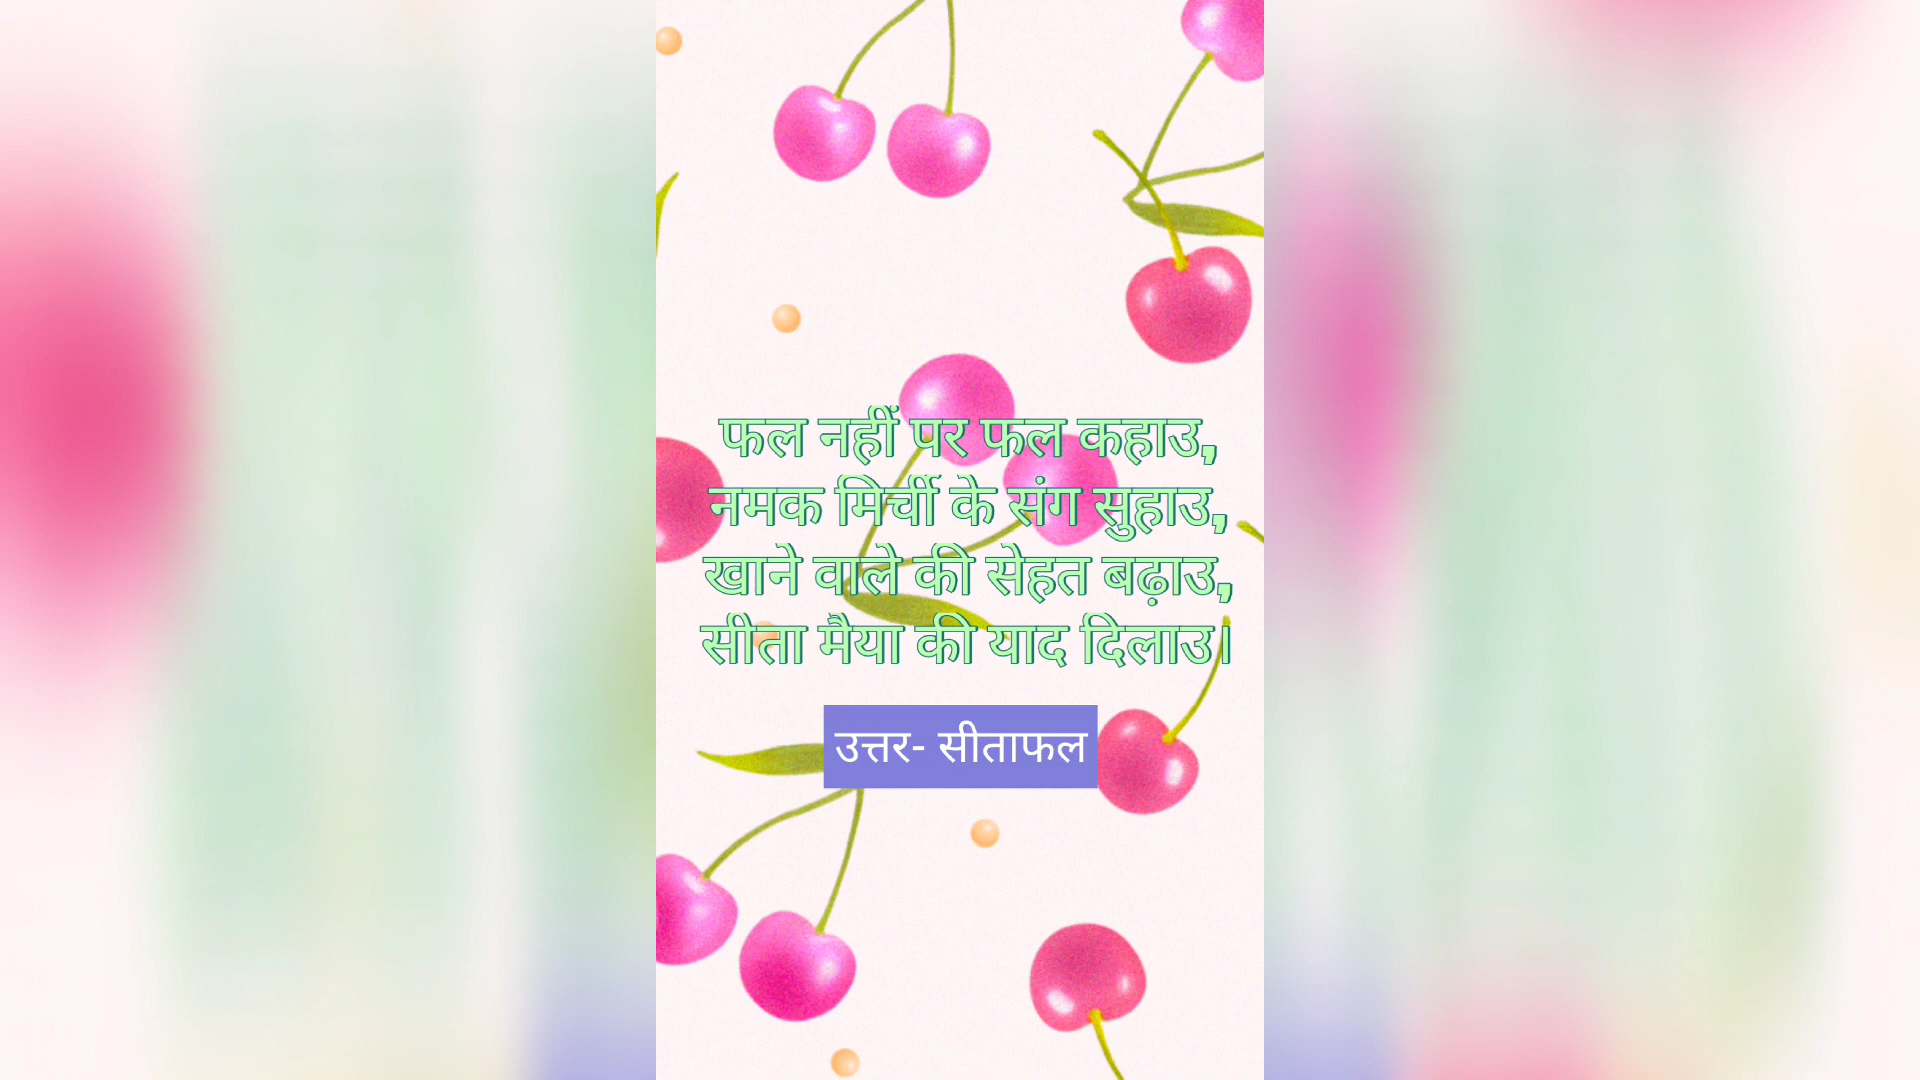 फल नहीं पर फल कहाउ,
नमक मिर्ची के संग सुहाउ,
खाने वाले की सेहत बढ़ाउ,
सीता मैया की याद दिलाउ।
उत्तर- सीताफल